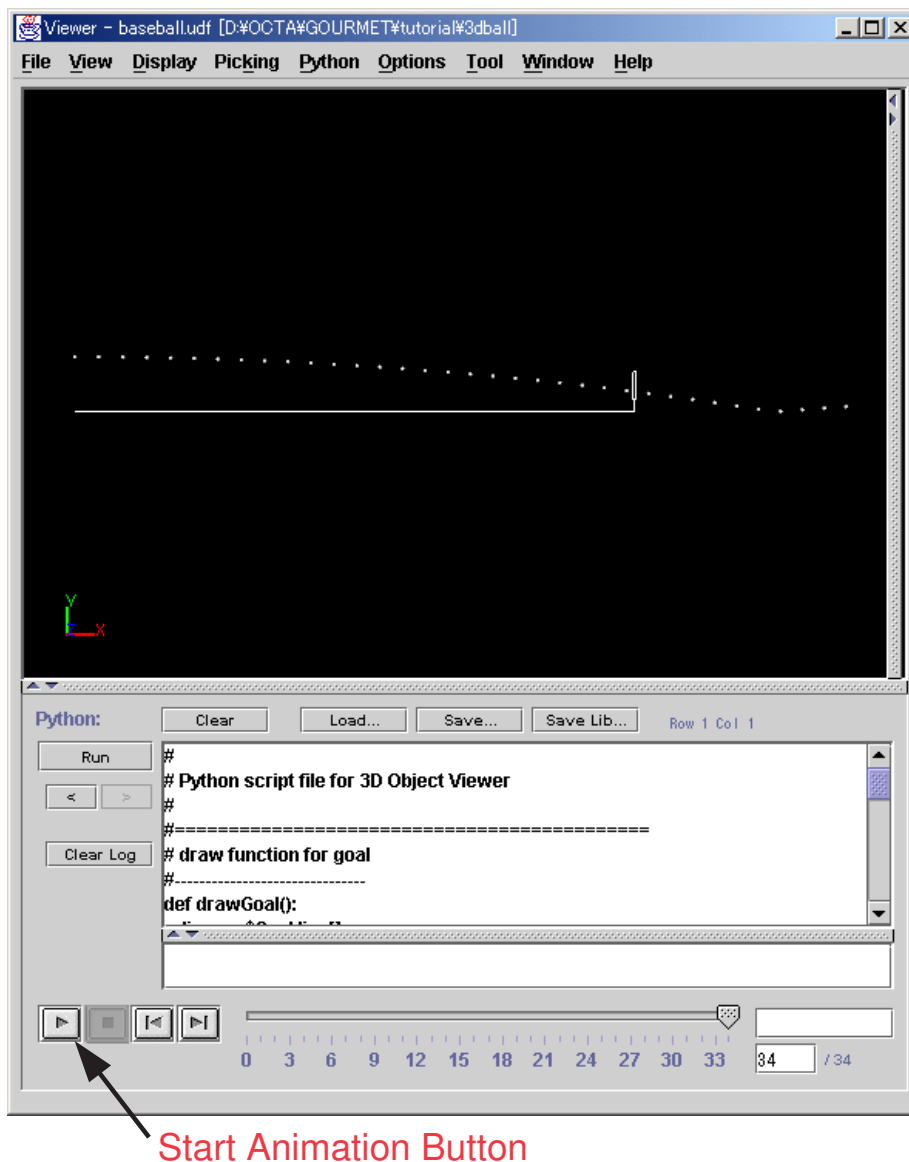 Viewer - baseball.udf [D:¥OCTA¥GOURMET¥tutorial¥3dball]
File View Display Picking Python Options Tool Window Help
Y
Z X
Python: Clear Load... Save... Save Lib... Row 1 Col 1
Run
< >
Clear Log
#
# Python script file for 3D Object Viewer
#
#============================================
# draw function for goal
#-----------------------------
def drawGoal():
0 3 6 9 12 15 18 21 24 27 30 33
34 / 34
Start Animation Button